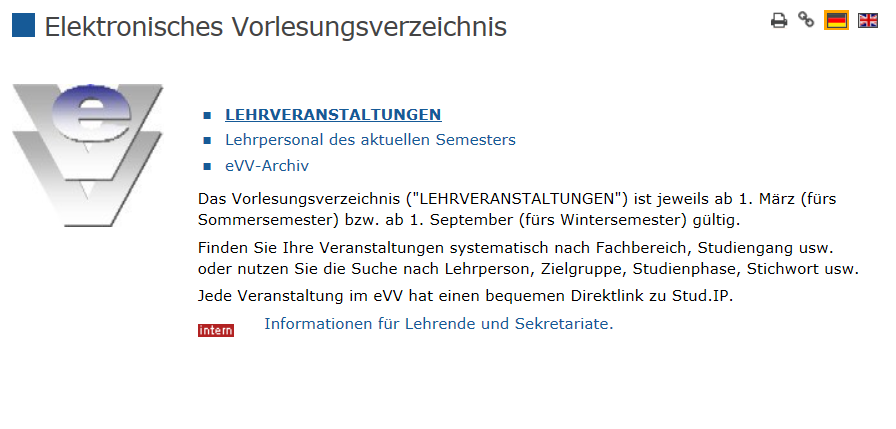 Elektronisches Vorlesungsverzeichnis
e
VV
LEHRVERANSTALTUNGEN
Lehrpersonal des aktuellen Semesters
eVV-Archiv
Das Vorlesungsverzeichnis ("LEHRVERANSTALTUNGEN") ist jeweils ab 1. März (fürs
Sommersemester) bzw. ab 1. September (fürs Wintersemester) gültig.
Finden Sie Ihre Veranstaltungen systematisch nach Fachbereich, Studiengang usw.
oder nutzen Sie die Suche nach Lehrperson, Zielgruppe, Studienphase, Stichwort usw.
Jede Veranstaltung im eVV hat einen bequemen Direktlink zu Stud.IP.
intern Informationen für Lehrende und Sekretariate.